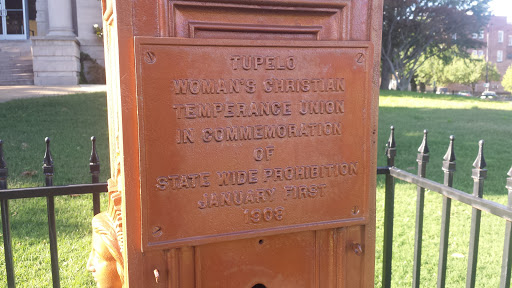 TUPELO
WOMAN'S CHRISTIAN
TEMPERANCE UNION
IN COMMEMORATION
OF
STATE WIDE PROHIBITION
JANUARY FIRST
1909